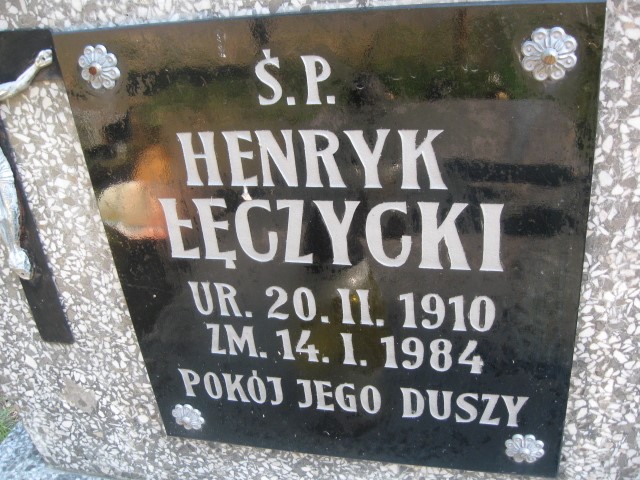 Ś.P.
HENRYK
ŁĘCZYCKI
UR. 20. II. 1910
ZM. 14. I. 1984
POKÓJ JEGO DUSZY